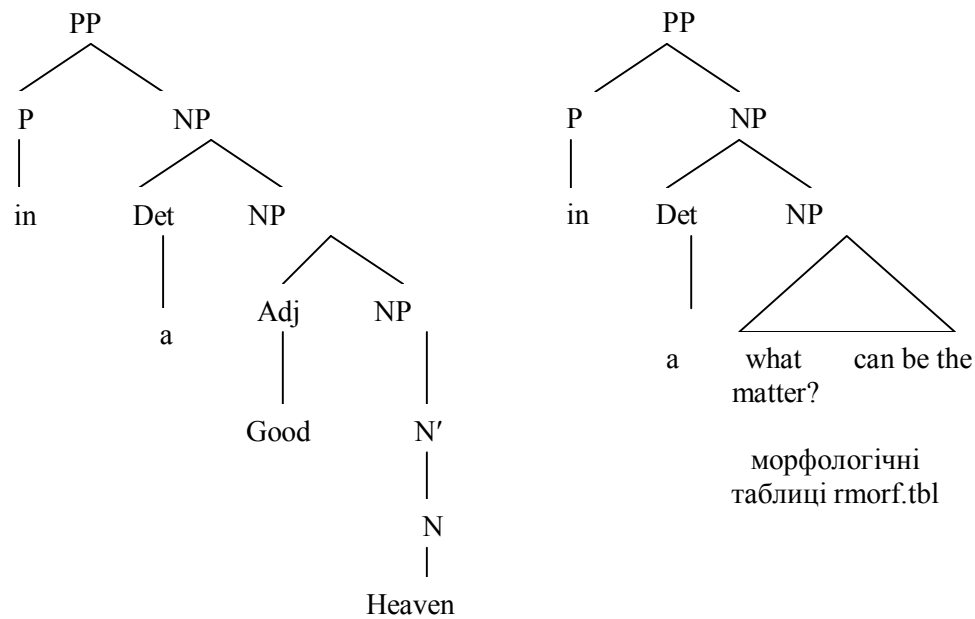 PP
P NP
in Det NP
a Adj NP
Good N′
N
Heaven
PP
P NP
in Det NP
a what can be the
matter?
морфологічні
таблиці rmorf.tbl